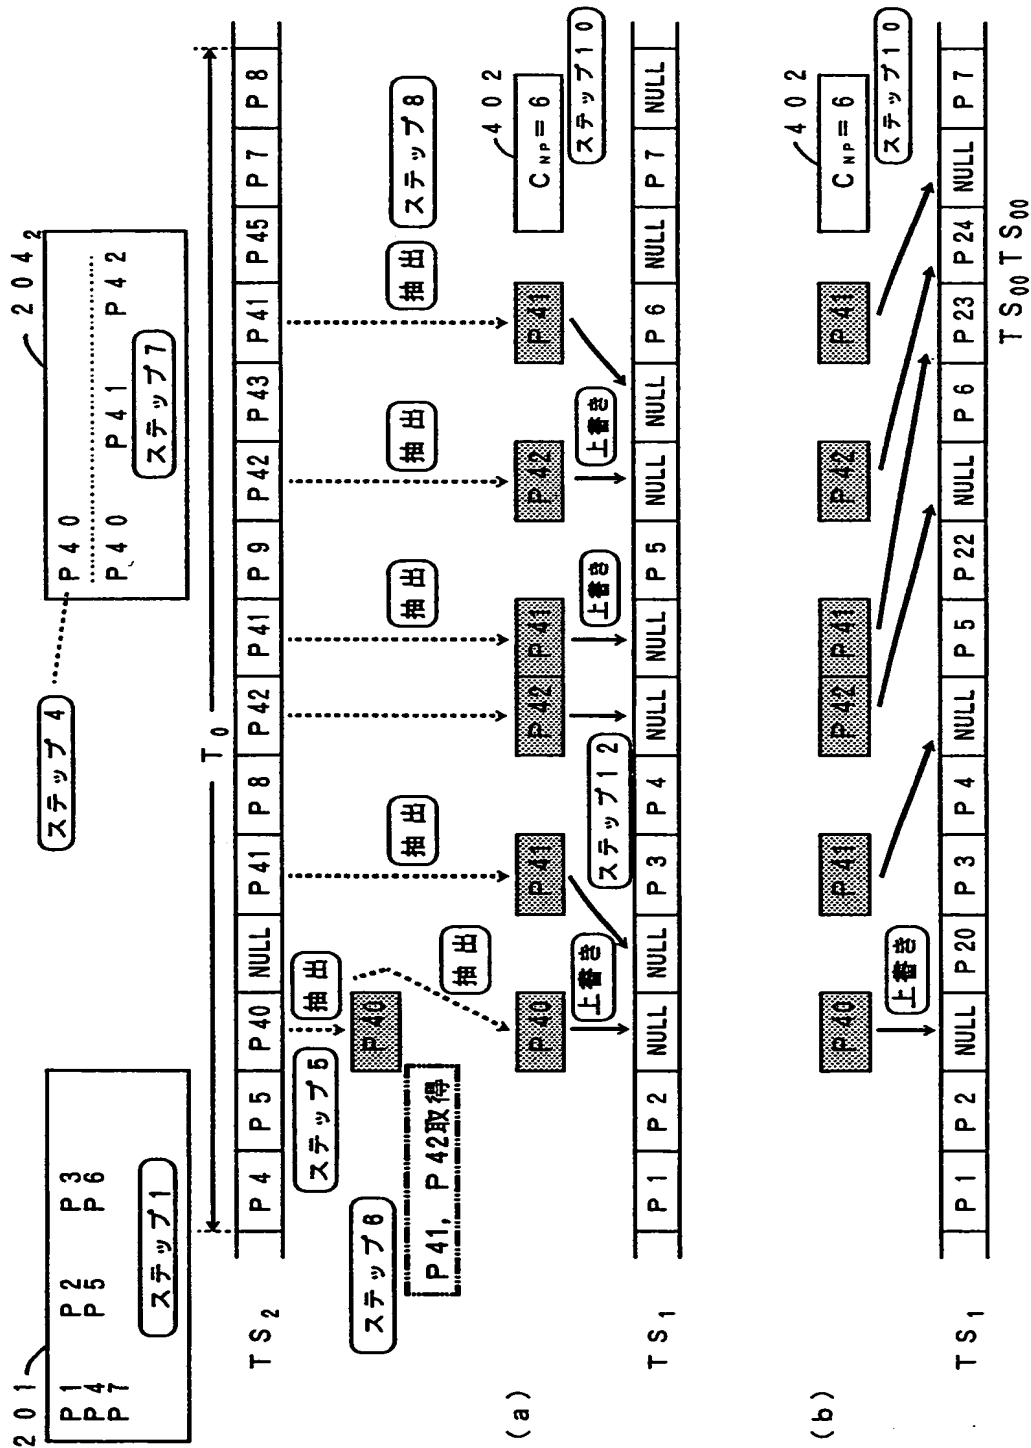 201
P1 P2 P3
P4 P5 P6
P7
ステップ1
ステップ4
204₂
P40
P40 P41 P42
ステップ7
T₀
TS₂
P4 P5 P40 NULL P41 P8 P42 P41 P9 P42 P43 P41 P45 P7 P8
ステップ5
抽出
抽出
抽出
抽出
抽出
抽出
ステップ8
ステップ6
P40
P41, P42取得
(a)
P40 P41 P42 P41 P42 P41
402
C_NP=6
ステップ10
上書き
ステップ12
上書き
上書き
TS₁
P1 P2 NULL NULL P3 P4 NULL NULL P5 NULL NULL P6 NULL P7 NULL
(b)
P40 P41 P42 P41 P42 P41
402
C_NP=6
ステップ10
上書き
TS₁
P1 P2 NULL P20 P3 P4 NULL P5 P22 NULL P6 P23 P24 NULL P7
TS₀₀ TS₀₀